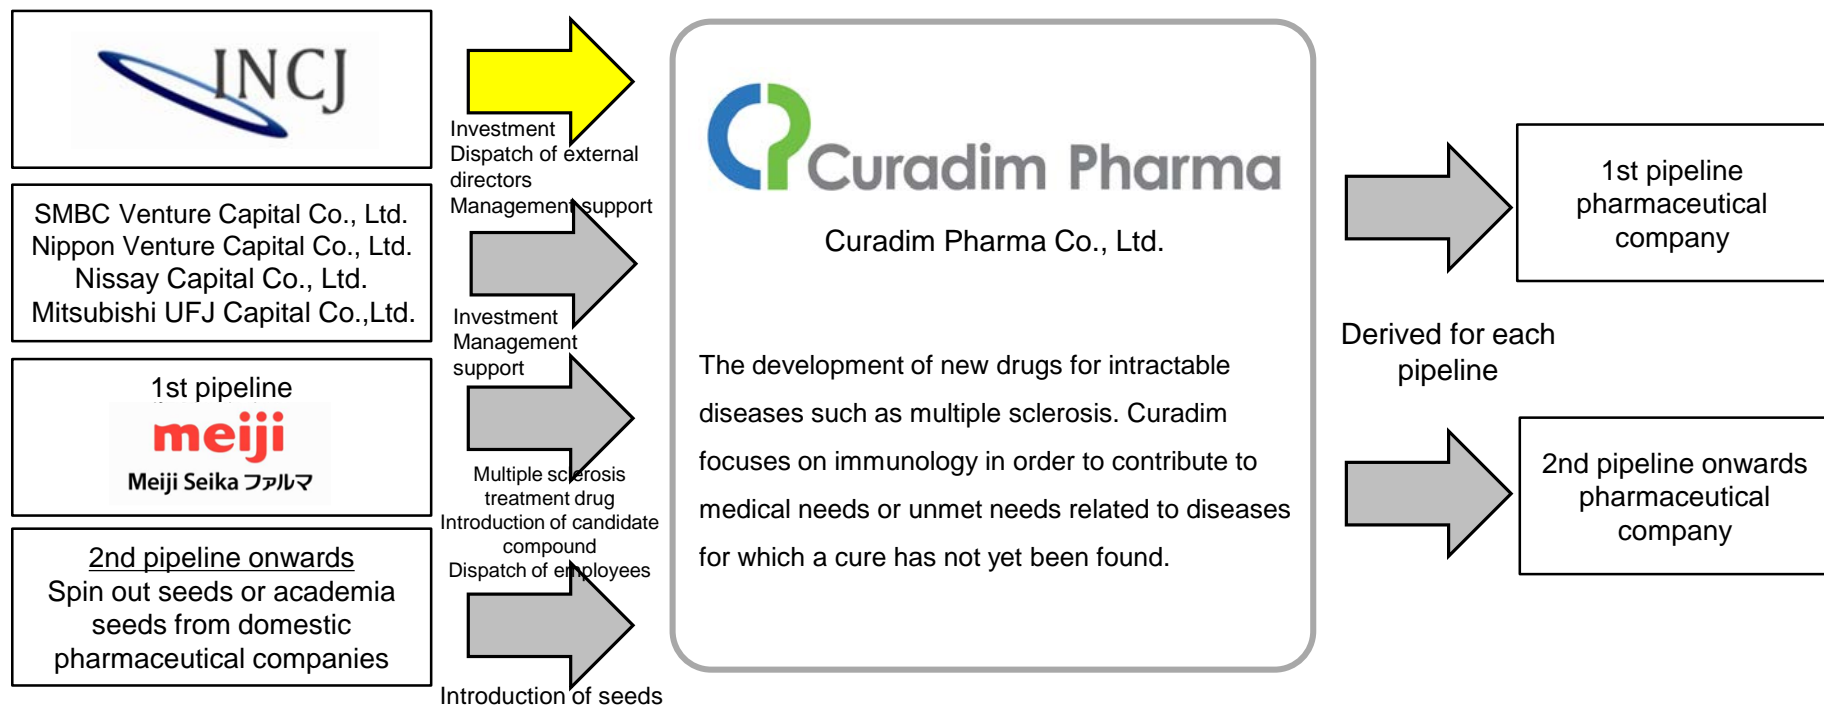 INCJ
SMBC Venture Capital Co., Ltd.
Nippon Venture Capital Co., Ltd.
Nissay Capital Co., Ltd.
Mitsubishi UFJ Capital Co.,Ltd.
1st pipeline
meiji
Meiji Seika ファルマ
2nd pipeline onwards
Spin out seeds or academia
seeds from domestic
pharmaceutical companies
Investment
Dispatch of external
directors
Management support
Investment
Management
support
Multiple sclerosis
treatment drug
Introduction of candidate
compound
Dispatch of employees
Introduction of seeds
Curadim Pharma
Curadim Pharma Co., Ltd.
The development of new drugs for intractable
diseases such as multiple sclerosis. Curadim
focuses on immunology in order to contribute to
medical needs or unmet needs related to diseases
for which a cure has not yet been found.
1st pipeline
pharmaceutical
company
Derived for each
pipeline
2nd pipeline onwards
pharmaceutical
company